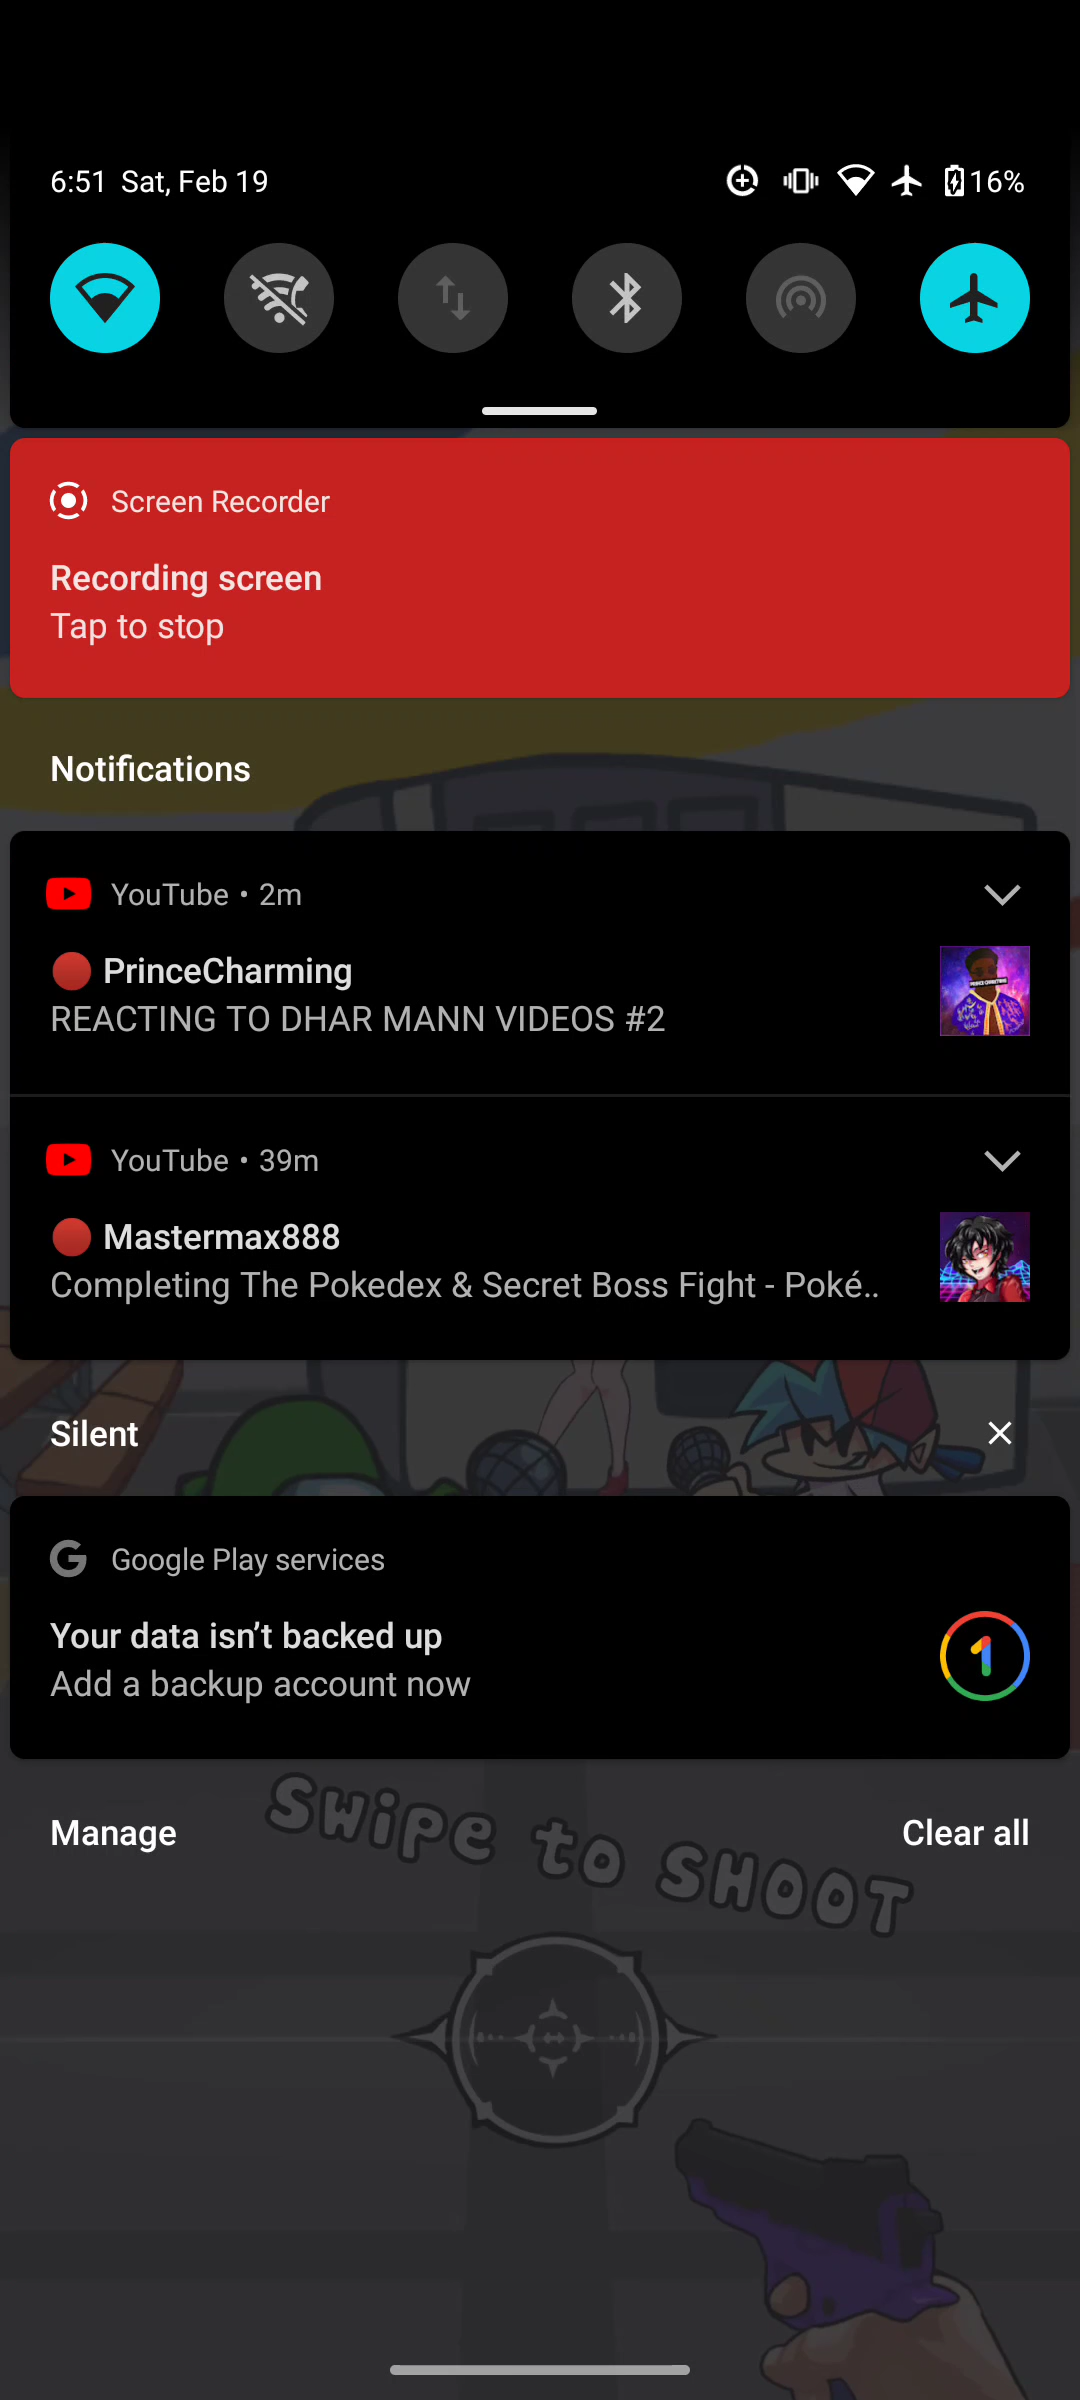 6:51 Sat, Feb 19
16%
Screen Recorder
Recording screen
Tap to stop
Notifications
YouTube • 2m
🔴 PrinceCharming
REACTING TO DHAR MANN VIDEOS #2
YouTube • 39m
🔴 Mastermax888
Completing The Pokedex & Secret Boss Fight - Poké..
Silent
Google Play services
Your data isn’t backed up
Add a backup account now
1
Manage
Clear all
SWiPe to SHOOT